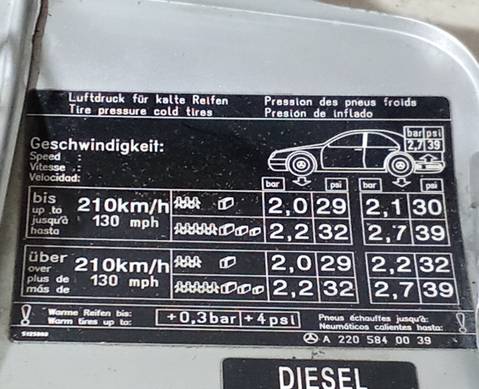 Luftdruck für kalte Reifen Pression des pneus froids
Tire pressure cold tires Presión de inflado
Geschwindigkeit:
Speed :
Vitesse :
Velocidad:
bar psi
2,7 39
bar psi bar psi
bis
up to
jusqu'à
hasta
210km/h
130 mph
2,0 29 2,1 30
2,2 32 2,7 39
über
over
plus de
más de
210km/h
130 mph
2,0 29 2,2 32
2,2 32 2,7 39
! Warme Reifen bis: +0,3bar +4psi Pneus échauffés jusqu'à: !
Warm tires up to: Neumáticos calientes hasta:
A 220 584 00 39
DIESEL